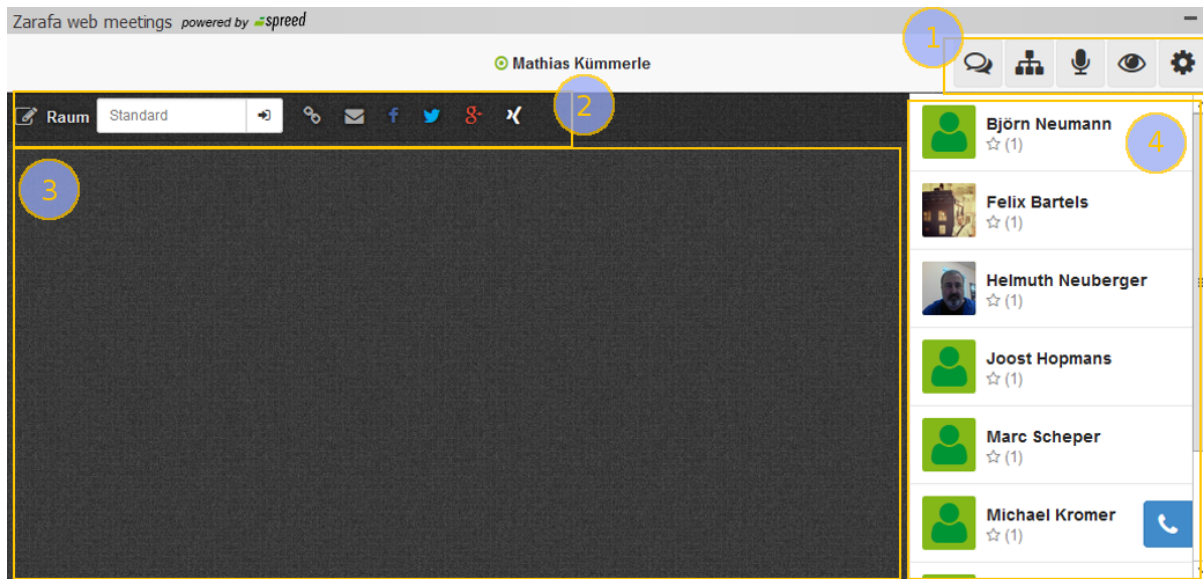 Zarafa web meetings powered by spreed
1
Mathias Kümmerle
Raum Standard
2
3
4
Björn Neumann
(1)
Felix Bartels
(1)
Helmuth Neuberger
(1)
Joost Hopmans
(1)
Marc Scheper
(1)
Michael Kromer
(1)